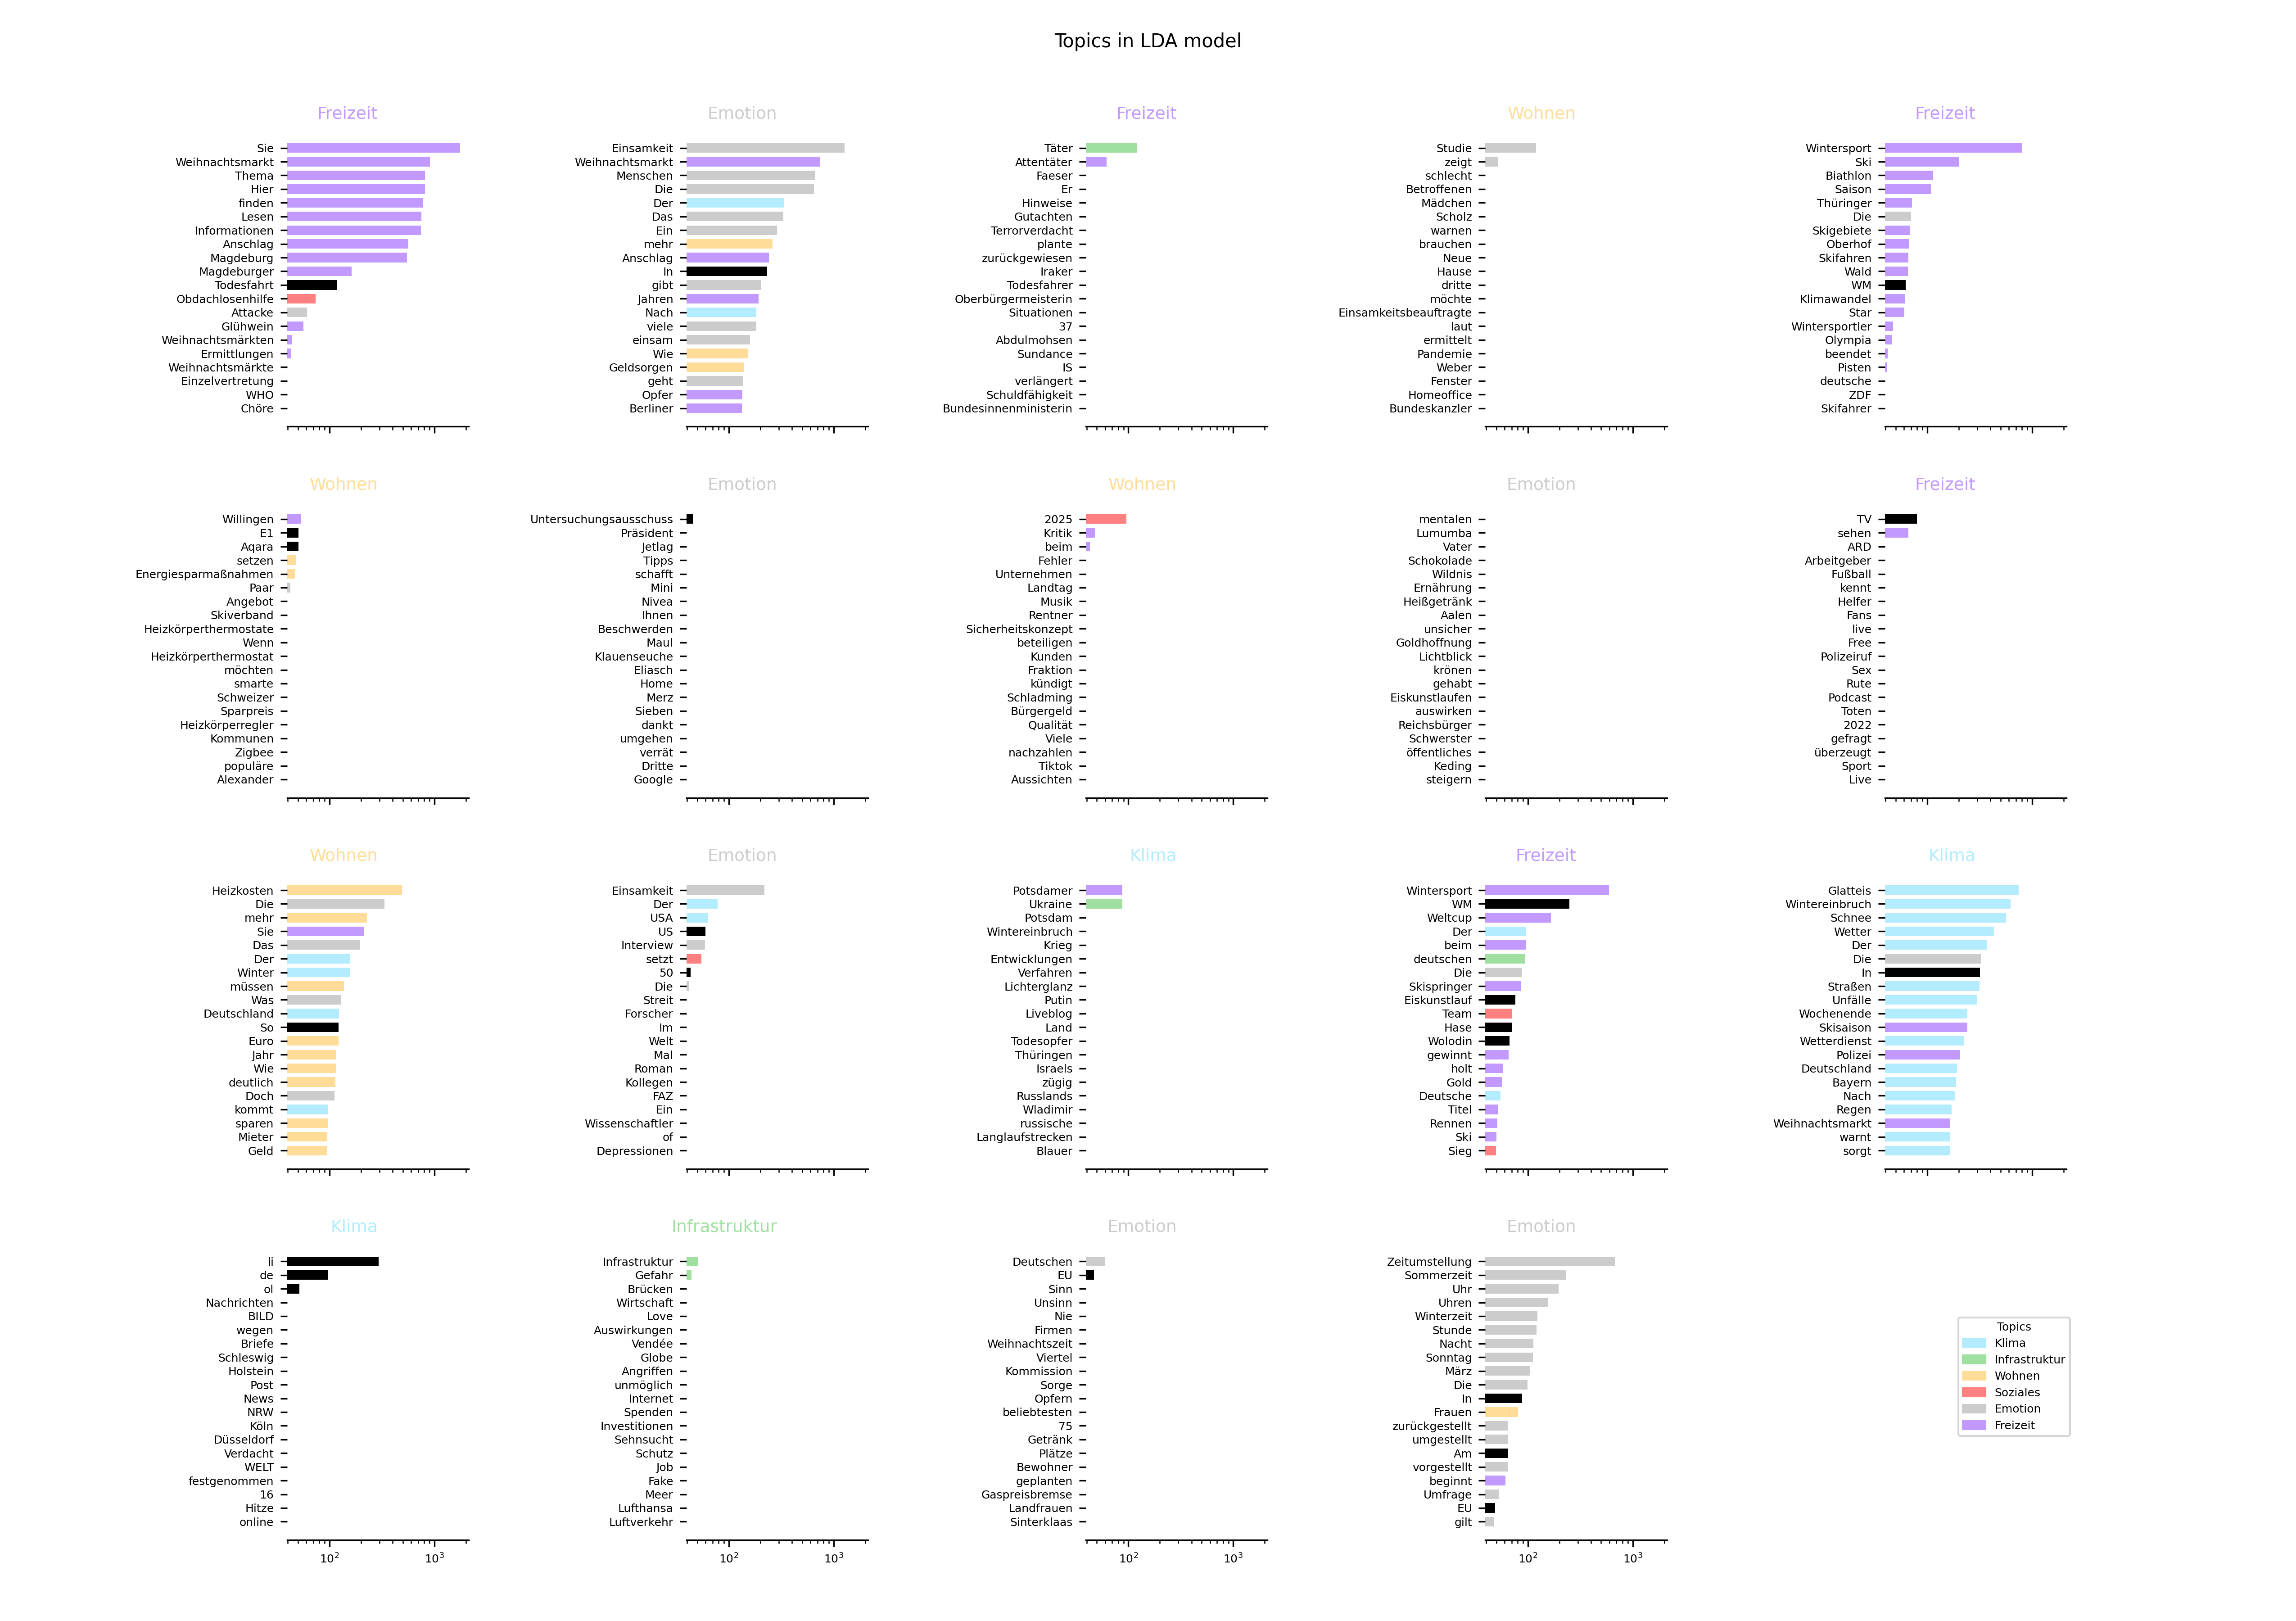 Topics in LDA model
Freizeit
Sie
Weihnachtsmarkt
Thema
Hier
finden
Lesen
Informationen
Anschlag
Magdeburg
Magdeburger
Todesfahrt
Obdachlosenhilfe
Attacke
Glühwein
Weihnachtsmärkten
Ermittlungen
Weihnachtsmärkte
Einzelvertretung
WHO
Chöre
Emotion
Einsamkeit
Weihnachtsmarkt
Menschen
Die
Der
Das
Ein
mehr
Anschlag
In
gibt
Jahren
Nach
viele
einsam
Wie
Geldsorgen
geht
Opfer
Berliner
Freizeit
Täter
Attentäter
Faeser
Er
Hinweise
Gutachten
Terrorverdacht
plante
zurückgewiesen
Iraker
Todesfahrer
Oberbürgermeisterin
Situationen
37
Abdulmohsen
Sundance
IS
verlängert
Schuldfähigkeit
Bundesinnenministerin
Wohnen
Studie
zeigt
schlecht
Betroffenen
Mädchen
Scholz
warnen
brauchen
Neue
Hause
dritte
möchte
Einsamkeitsbeauftragte
laut
ermittelt
Pandemie
Weber
Fenster
Homeoffice
Bundeskanzler
Freizeit
Wintersport
Ski
Biathlon
Saison
Thüringer
Die
Skigebiete
Oberhof
Skifahren
Wald
WM
Klimawandel
Star
Wintersportler
Olympia
beendet
Pisten
deutsche
ZDF
Skifahrer
Wohnen
Willingen
E1
Aqara
setzen
Energiesparmaßnahmen
Paar
Angebot
Skiverband
Heizkörperthermostate
Wenn
Heizkörperthermostat
möchten
smarte
Schweizer
Sparpreis
Heizkörperregler
Kommunen
Zigbee
populäre
Alexander
Emotion
Untersuchungsausschuss
Präsident
Jetlag
Tipps
schafft
Mini
Nivea
Ihnen
Beschwerden
Maul
Klauenseuche
Eliasch
Home
Merz
Sieben
dankt
umgehen
verrät
Dritte
Google
Wohnen
2025
Kritik
beim
Fehler
Unternehmen
Landtag
Musik
Rentner
Sicherheitskonzept
beteiligen
Kunden
Fraktion
kündigt
Schladming
Bürgergeld
Qualität
Viele
nachzahlen
Tiktok
Aussichten
Emotion
mentalen
Lumumba
Vater
Schokolade
Wildnis
Ernährung
Heißgetränk
Aalen
unsicher
Goldhoffnung
Lichtblick
krönen
gehabt
Eiskunstlaufen
auswirken
Reichsbürger
Schwerster
öffentliches
Keding
steigern
Freizeit
TV
sehen
ARD
Arbeitgeber
Fußball
kennt
Helfer
Fans
live
Free
Polizeiruf
Sex
Rute
Podcast
Toten
2022
gefragt
überzeugt
Sport
Live
Wohnen
Heizkosten
Die
mehr
Sie
Das
Der
Winter
müssen
Was
Deutschland
So
Euro
Jahr
Wie
deutlich
Doch
kommt
sparen
Mieter
Geld
Emotion
Einsamkeit
Der
USA
US
Interview
setzt
50
Die
Streit
Forscher
Im
Welt
Mal
Roman
Kollegen
FAZ
Ein
Wissenschaftler
of
Depressionen
Klima
Potsdamer
Ukraine
Potsdam
Wintereinbruch
Krieg
Entwicklungen
Verfahren
Lichterglanz
Putin
Liveblog
Land
Todesopfer
Thüringen
Israels
zügig
Russlands
Wladimir
russische
Langlaufstrecken
Blauer
Freizeit
Wintersport
WM
Weltcup
Der
beim
deutschen
Die
Skispringer
Eiskunstlauf
Team
Hase
Wolodin
gewinnt
holt
Gold
Deutsche
Titel
Rennen
Ski
Sieg
Klima
Glatteis
Wintereinbruch
Schnee
Wetter
Der
Die
In
Straßen
Unfälle
Wochenende
Skisaison
Wetterdienst
Polizei
Deutschland
Bayern
Nach
Regen
Weihnachtsmarkt
warnt
sorgt
Klima
li
de
ol
Nachrichten
BILD
wegen
Briefe
Schleswig
Holstein
Post
News
NRW
Köln
Düsseldorf
Verdacht
WELT
festgenommen
16
Hitze
online
10² 10³
Infrastruktur
Infrastruktur
Gefahr
Brücken
Wirtschaft
Love
Auswirkungen
Vendée
Globe
Angriffen
unmöglich
Internet
Spenden
Investitionen
Sehnsucht
Schutz
Job
Fake
Meer
Lufthansa
Luftverkehr
10² 10³
Emotion
Deutschen
EU
Sinn
Unsinn
Nie
Firmen
Weihnachtszeit
Viertel
Kommission
Sorge
Opfern
beliebtesten
75
Getränk
Plätze
Bewohner
geplanten
Gaspreisbremse
Landfrauen
Sinterklaas
10² 10³
Emotion
Zeitumstellung
Sommerzeit
Uhr
Uhren
Winterzeit
Stunde
Nacht
Sonntag
März
Die
In
Frauen
zurückgestellt
umgestellt
Am
vorgestellt
beginnt
Umfrage
EU
gilt
10² 10³
Topics
Klima
Infrastruktur
Wohnen
Soziales
Emotion
Freizeit